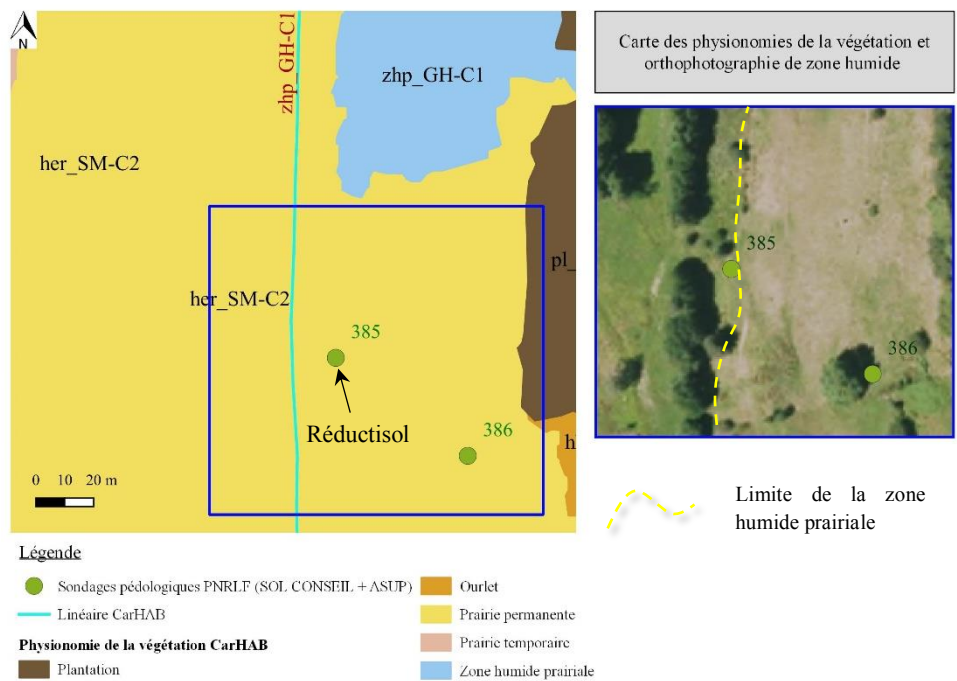 N
zhp_GH-C1
zhp_GH-C1
her_SM-C2
her_SM-C2
pl_
385
Réductisol
386
h
0 10 20 m
Carte des physionomies de la végétation et
orthophotographie de zone humide
385
386
Limite de la zone
humide prairiale
Légende
Sondages pédologiques PNRLF (SOL CONSEIL + ASUP)
Linéaire CarHAB
Physionomie de la végétation CarHAB
Plantation
Ourlet
Prairie permanente
Prairie temporaire
Zone humide prairiale